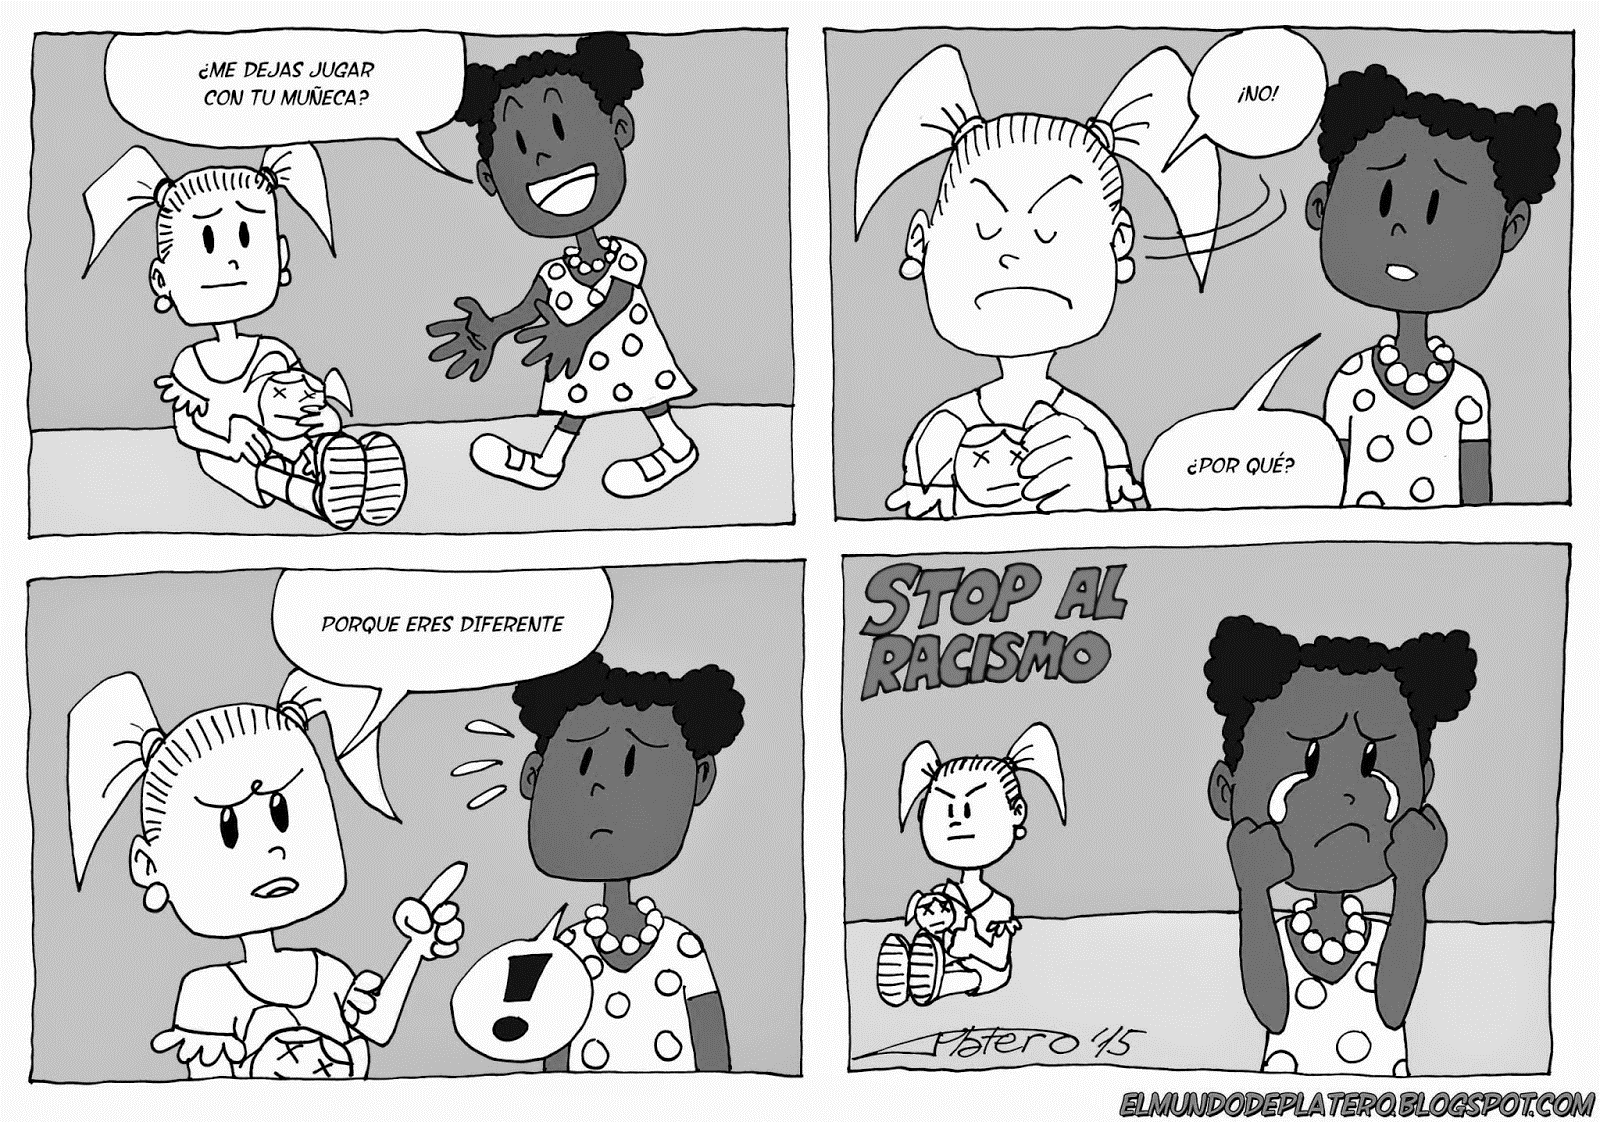 ¿ME DEJAS JUGAR
CON TU MUÑECA?
¡NO!
¿POR QUÉ?
PORQUE ERES DIFERENTE
!
STOP AL
RACISMO
Platero '15
ELMUNDODEPLATERO.BLOGSPOT.COM